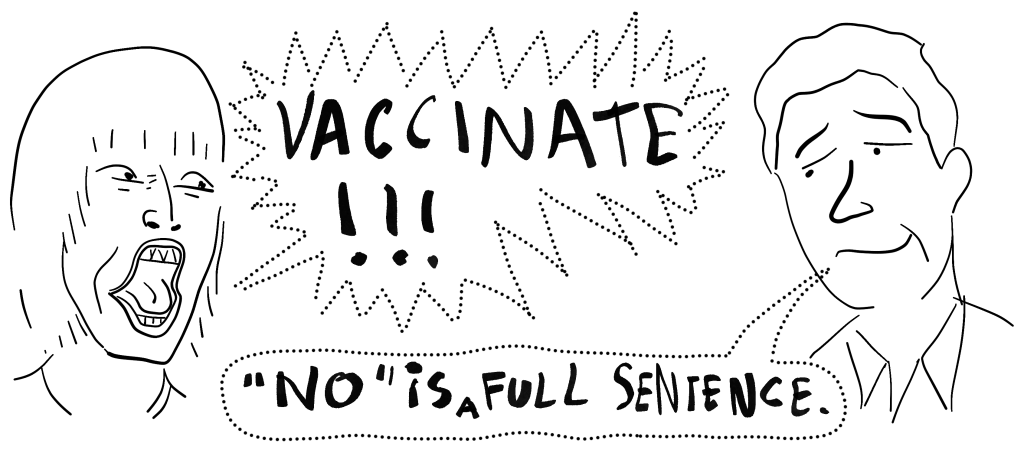 VACCINATE
!!!
"NO" iS A FULL SENTENCE.